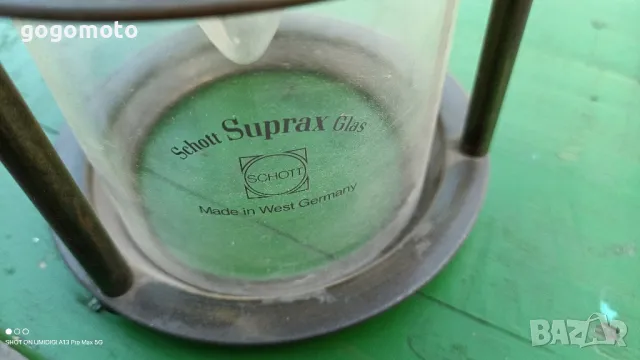 gogomoto
Schott Suprax Glas
SCHOTT
Made in West Germany
SHOT ON UMIDIGI A13 Pro Max 5G
bazar